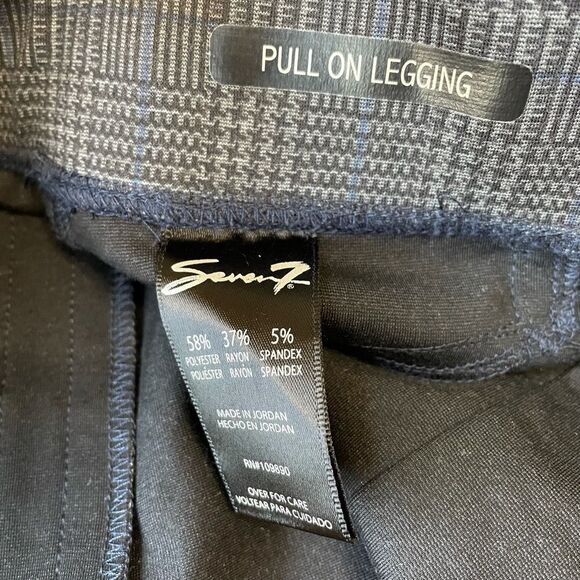 PULL ON LEGGING
Seven7®
58% 37% 5%
POLYESTER RAYON SPANDEX
POLIÉSTER RAYON SPANDEX
MADE IN JORDAN
HECHO EN JORDAN
RN#109890
OVER FOR CARE
VOLTEAR PARA CUIDADO